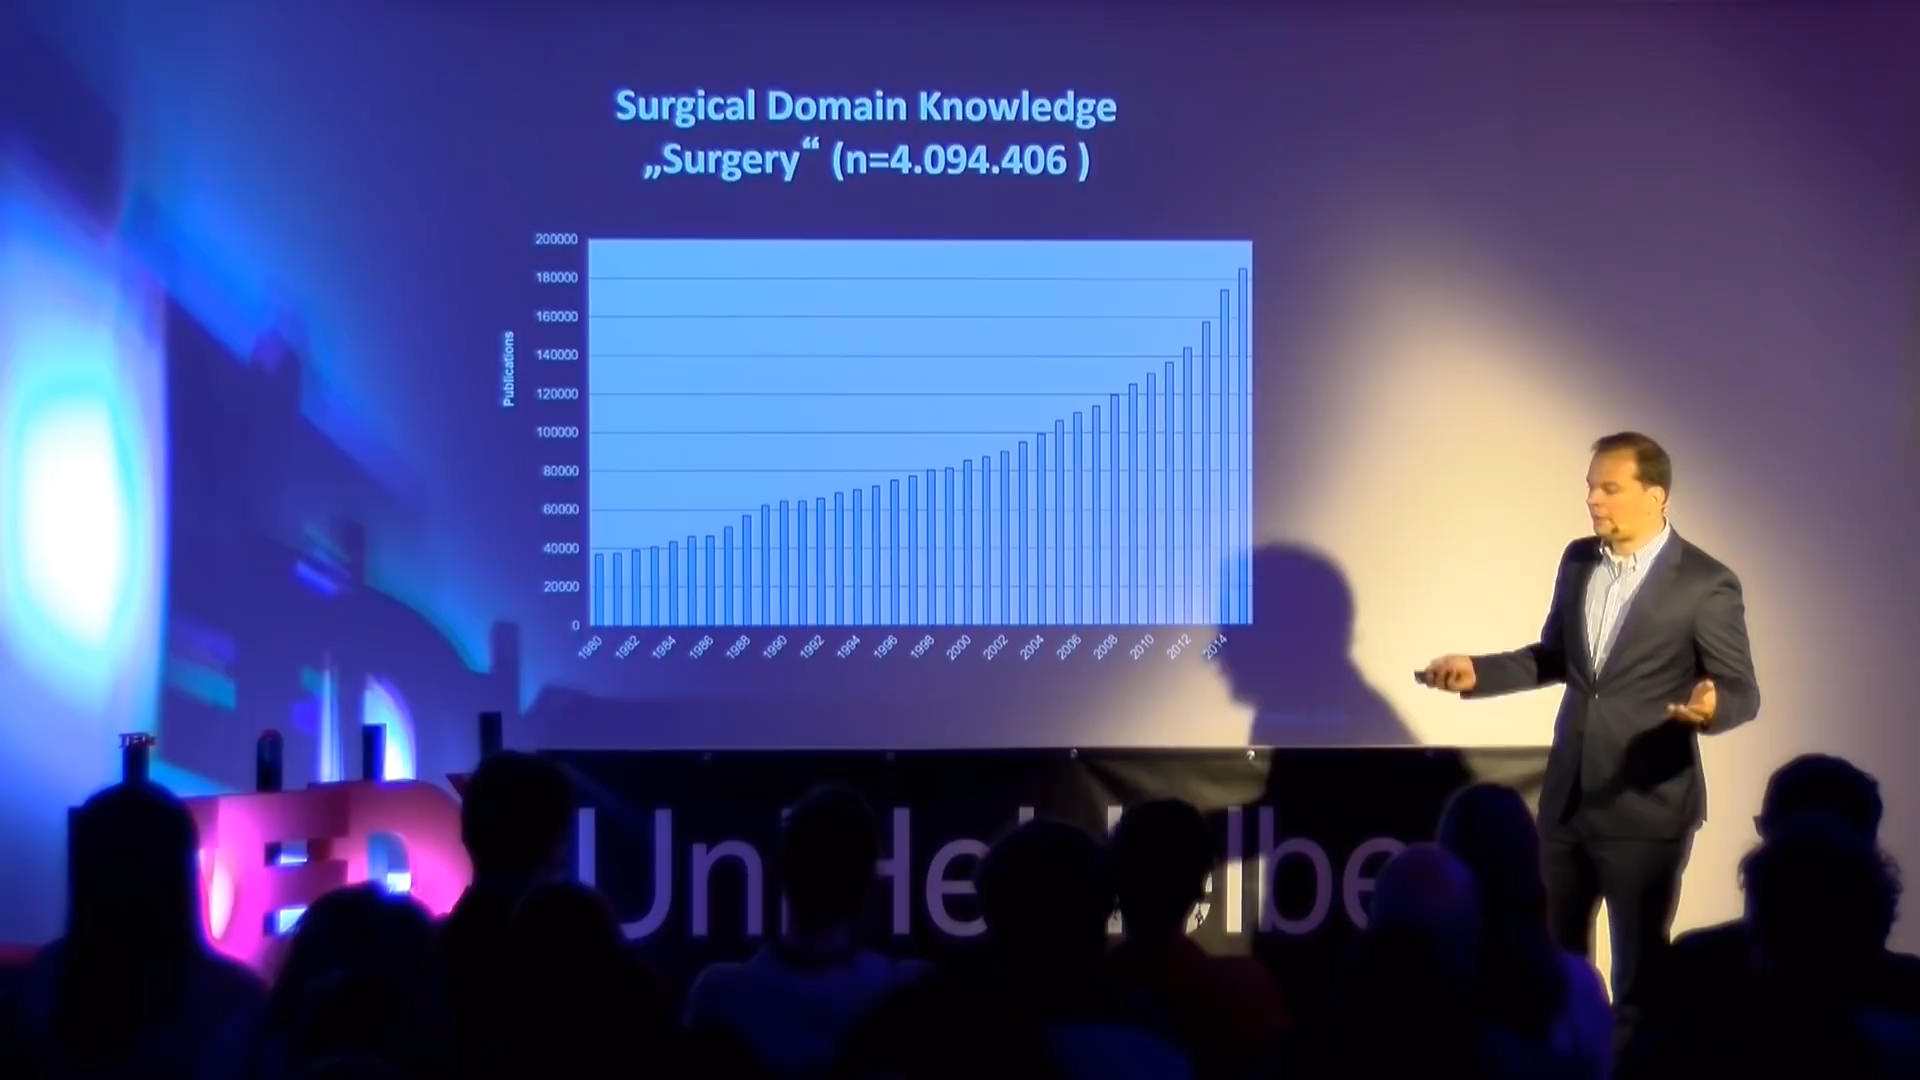 Surgical Domain Knowledge
„Surgery“ (n=4.094.406 )
200000
180000
160000
140000
120000
100000
80000
60000
40000
20000
0
Publications
1980 1982 1984 1986 1988 1990 1992 1994 1996 1998 2000 2002 2004 2006 2008 2010 2012 2014